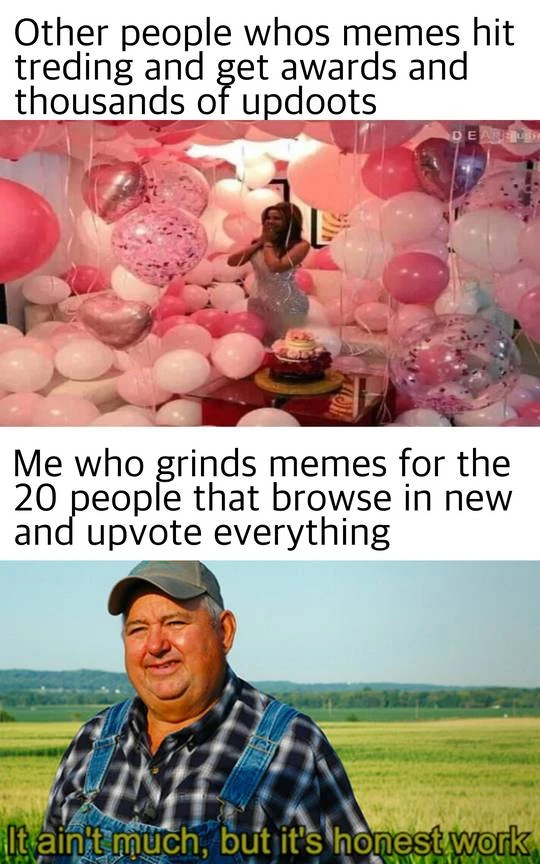 Other people whos memes hit
treding and get awards and
thousands of updoots
Me who grinds memes for the
20 people that browse in new
and upvote everything
It ain't much, but it's honest work